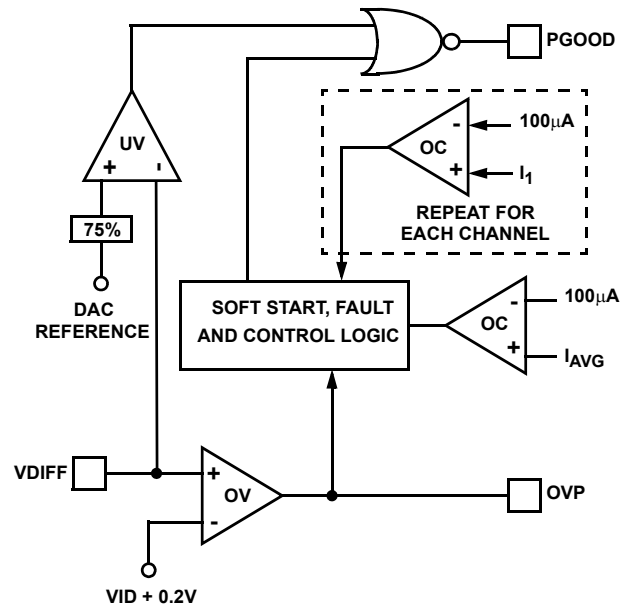 PGOOD
UV
+ -
75%
DAC
REFERENCE
OC
-
+
100μA
I1
REPEAT FOR
EACH CHANNEL
SOFT START, FAULT
AND CONTROL LOGIC
OC
-
+
100μA
IAVG
VDIFF
+
OV
-
OVP
VID + 0.2V